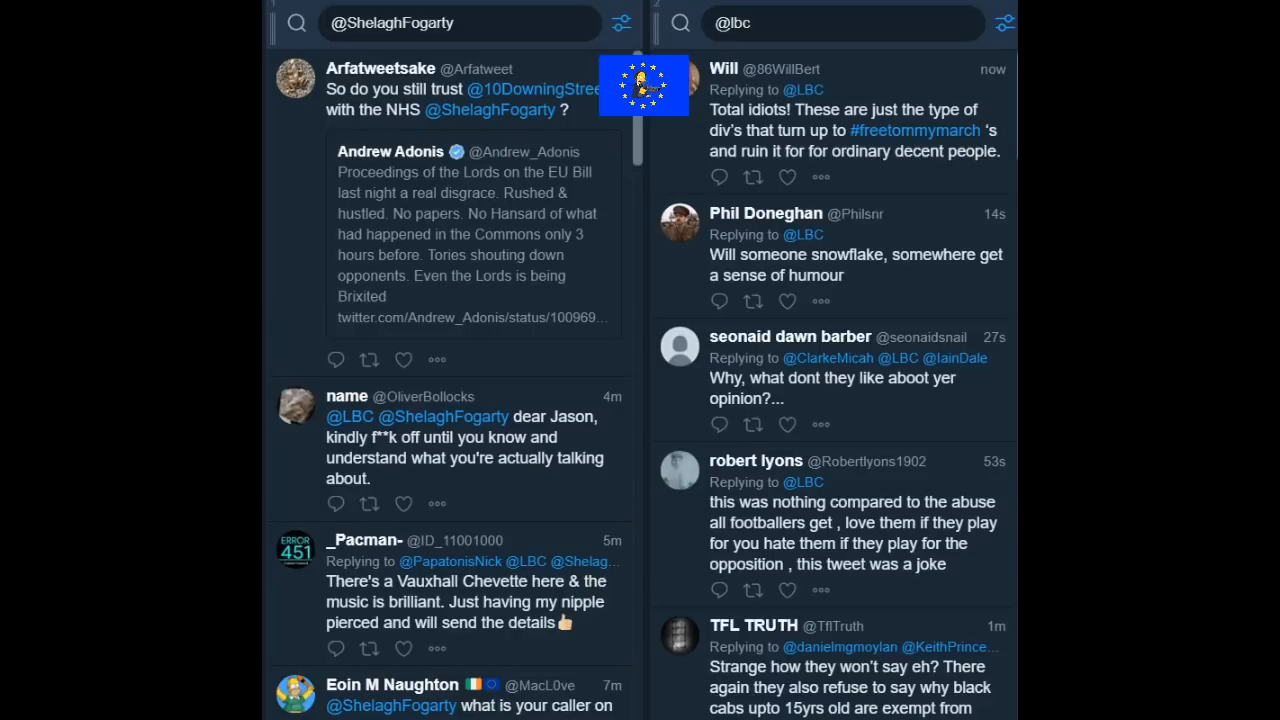 1
@ShelaghFogarty
Arfatweetsake @Arfatweet
So do you still trust @10DowningStree
with the NHS @ShelaghFogarty ?
Andrew Adonis @Andrew_Adonis
Proceedings of the Lords on the EU Bill
last night a real disgrace. Rushed &
hustled. No papers. No Hansard of what
had happened in the Commons only 3
hours before. Tories shouting down
opponents. Even the Lords is being
Brixited
twitter.com/Andrew_Adonis/status/100969...
name @OliverBollocks 4m
@LBC @ShelaghFogarty dear Jason,
kindly f**k off until you know and
understand what you're actually talking
about.
ERROR
451
_Pacman- @ID_11001000 5m
Replying to @PapatonisNick @LBC @Shelag...
There's a Vauxhall Chevette here & the
music is brilliant. Just having my nipple
pierced and will send the details
Eoin M Naughton @MacL0ve 7m
@ShelaghFogarty what is your caller on
2
@lbc
Will @86WillBert now
Replying to @LBC
Total idiots! These are just the type of
div's that turn up to #freetommymarch ‘s
and ruin it for for ordinary decent people.
Phil Doneghan @Philsnr 14s
Replying to @LBC
Will someone snowflake, somewhere get
a sense of humour
seonaid dawn barber @seonaidsnail 27s
Replying to @ClarkeMicah @LBC @IainDale
Why, what dont they like aboot yer
opinion?...
robert lyons @Robertlyons1902 53s
Replying to @LBC
this was nothing compared to the abuse
all footballers get , love them if they play
for you hate them if they play for the
opposition , this tweet was a joke
TFL TRUTH @TflTruth 1m
Replying to @danielmgmoylan @KeithPrince...
Strange how they won’t say eh? There
again they also refuse to say why black
cabs upto 15yrs old are exempt from